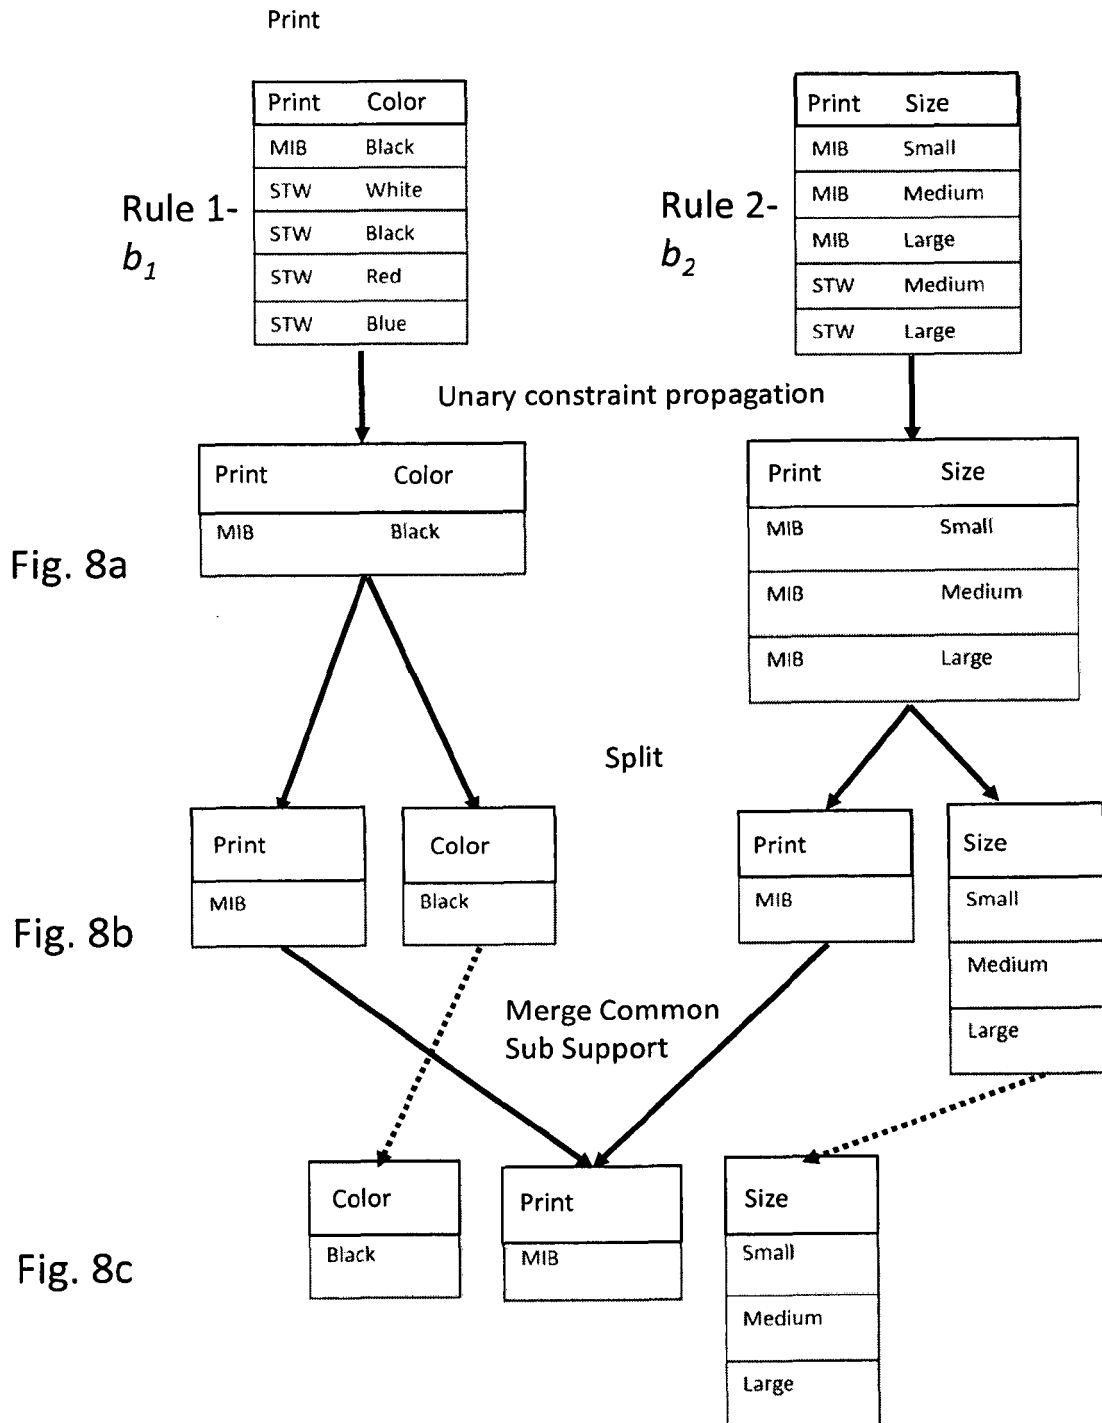 Print
Print Color
MIB Black
STW White
STW Black
STW Red
STW Blue
Rule 1-
b1
Print Size
MIB Small
MIB Medium
MIB Large
STW Medium
STW Large
Rule 2-
b2
Unary constraint propagation
Print Color
MIB Black
Print Size
MIB Small
MIB Medium
MIB Large
Fig. 8a
Split
Print
MIB
Color
Black
Print
MIB
Size
Small
Medium
Large
Fig. 8b
Merge Common
Sub Support
Color
Black
Print
MIB
Size
Small
Medium
Large
Fig. 8c